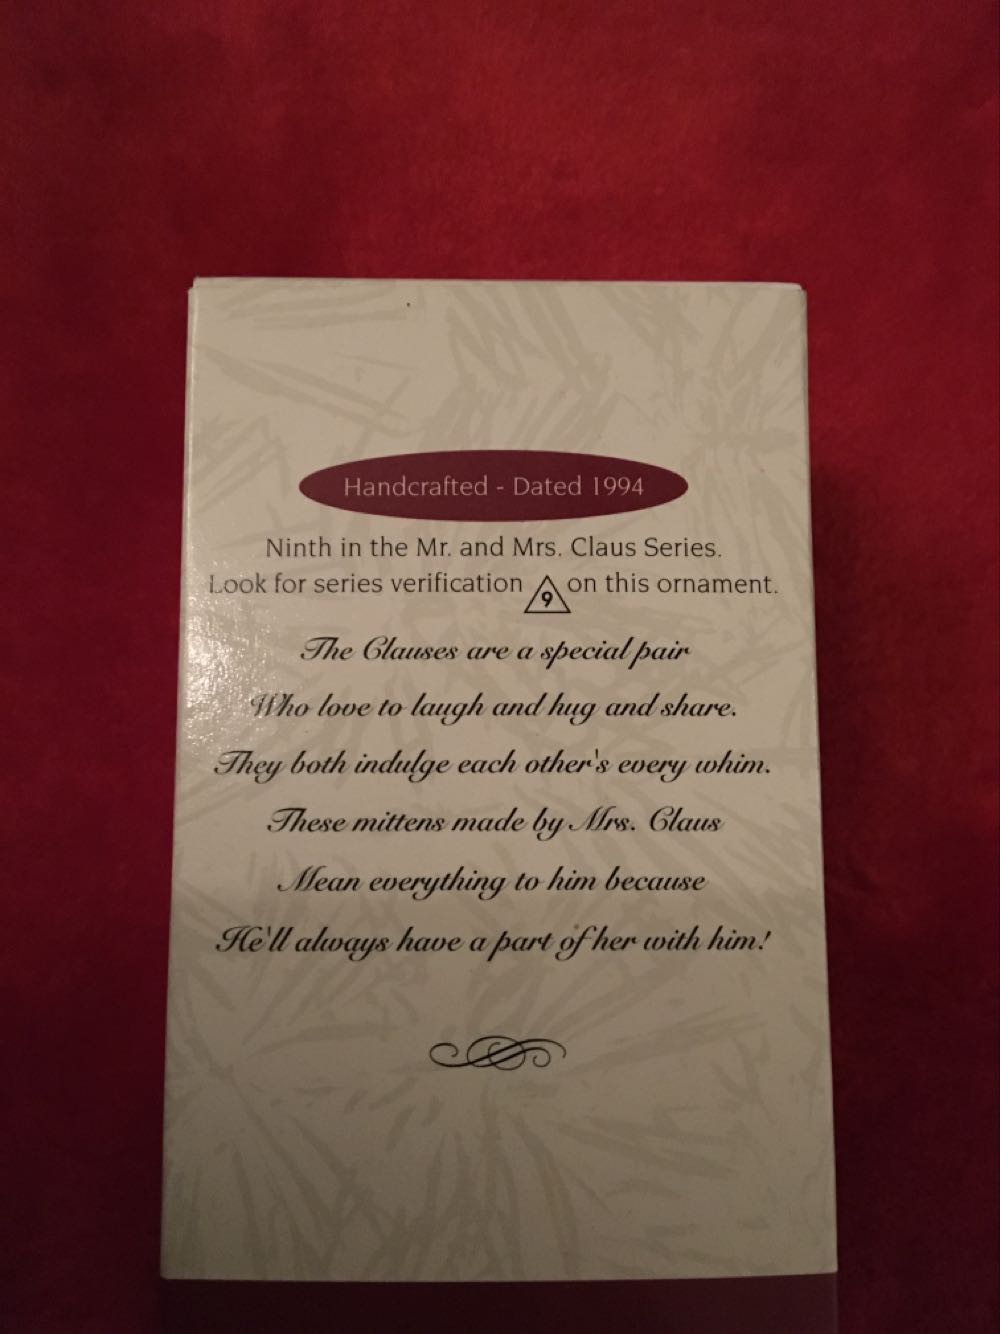 Handcrafted - Dated 1994
Ninth in the Mr. and Mrs. Claus Series.
Look for series verification 9 on this ornament.
The Clauses are a special pair
Who love to laugh and hug and share.
They both indulge each other's every whim.
These mittens made by Mrs. Claus
Mean everything to him because
He'll always have a part of her with him!